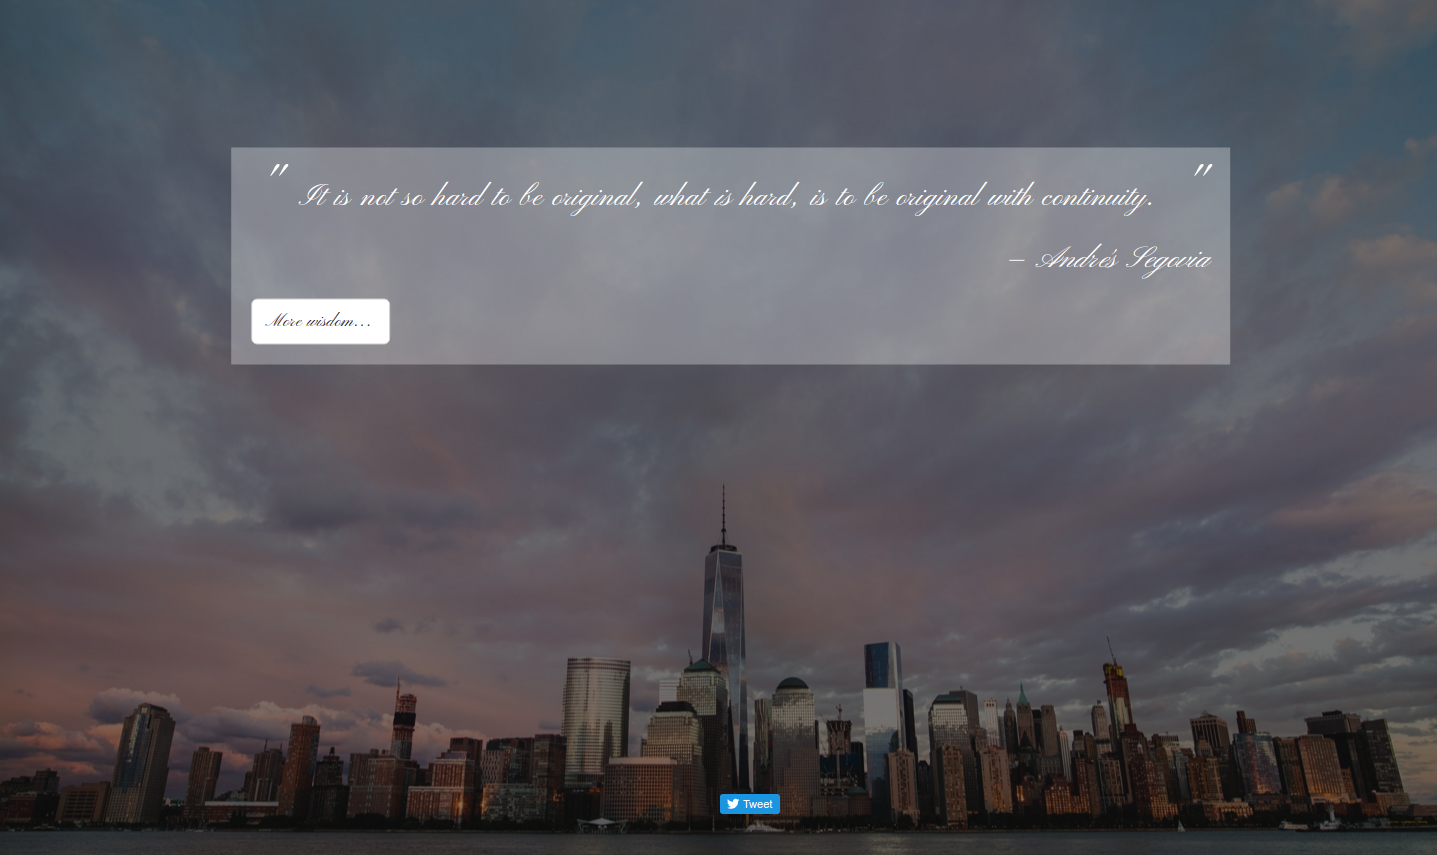 " It is not so hard to be original, what is hard, is to be original with continuity. "
– Andre's Segovia
More wisdom...
Tweet